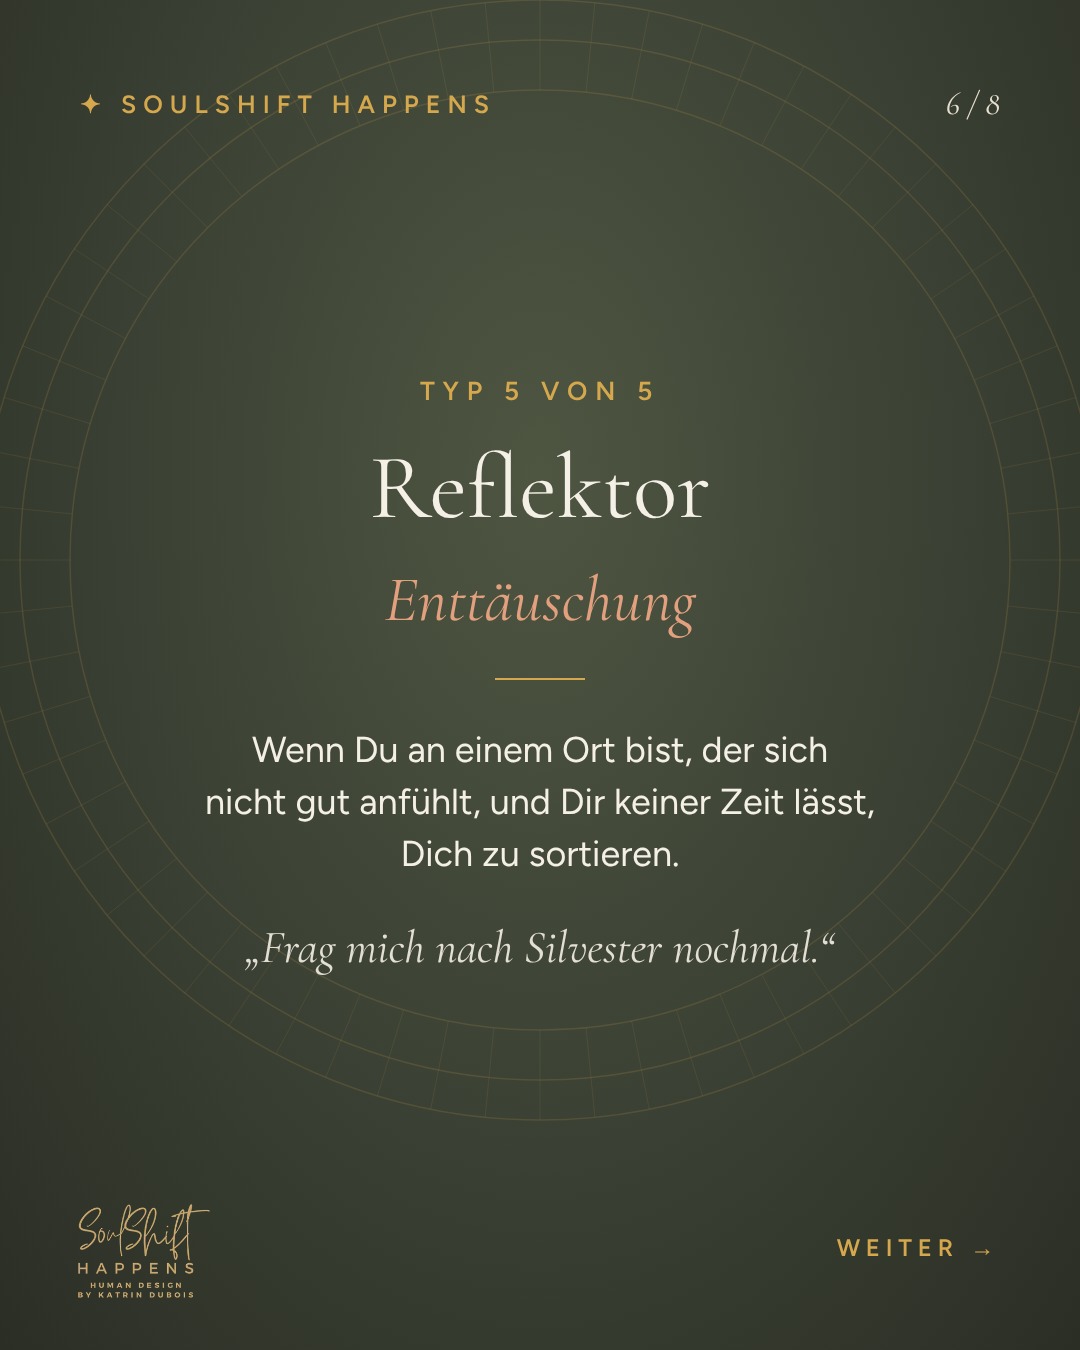 ✦ SOULSHIFT HAPPENS
6/8
TYP 5 VON 5
Reflektor
Enttäuschung
Wenn Du an einem Ort bist, der sich
nicht gut anfühlt, und Dir keiner Zeit lässt,
Dich zu sortieren.
„Frag mich nach Silvester nochmal.“
SoulShift
HAPPENS
HUMAN DESIGN
BY KATRIN DUBOIS
WEITER →